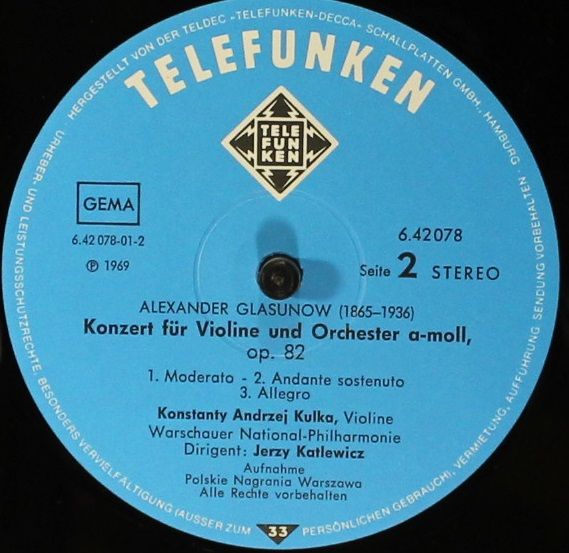 HERGESTELLT VON DER TELDEC »TELEFUNKEN-DECCA« SCHALLPLATTEN GMBH., HAMBURG · URHEBER- UND LEISTUNGSSCHUTZRECHTE, BESONDERS VERVIELFÄLTIGUNG (AUSSER ZUM PERSÖNLICHEN GEBRAUCH), VERMIETUNG, AUFFÜHRUNG, SENDUNG VORBEHALTEN ·
TELEFUNKEN
TELE
FUN
KEN
GEMA
6.42 078-01-2
℗ 1969
6.42078
Seite 2 STEREO
ALEXANDER GLASUNOW (1865–1936)
Konzert für Violine und Orchester a-moll,
op. 82
1. Moderato - 2. Andante sostenuto
3. Allegro
Konstanty Andrzej Kulka, Violine
Warschauer National-Philharmonie
Dirigent: Jerzy Katlewicz
Aufnahme
Polskie Nagrania Warszawa
Alle Rechte vorbehalten
33